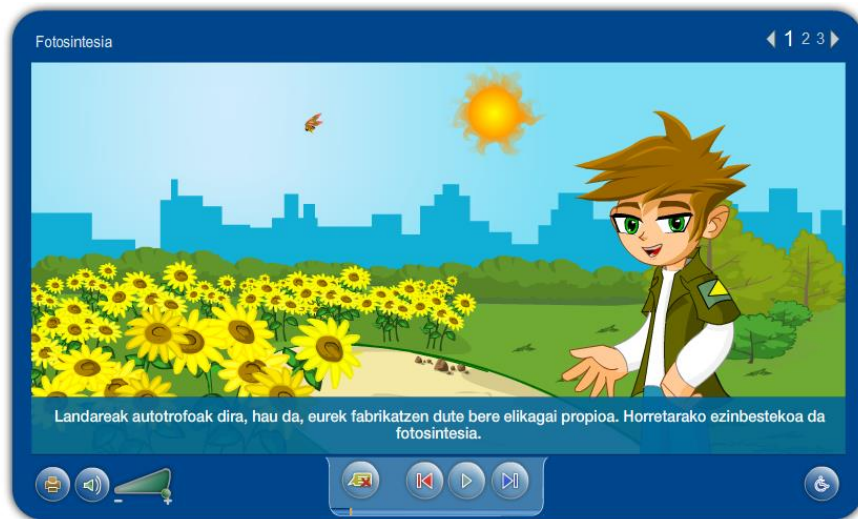 Fotosintesia
1 2 3
Landareak autotrofoak dira, hau da, eurek fabrikatzen dute bere elikagai propioa. Horretarako ezinbestekoa da
fotosintesia.
- +